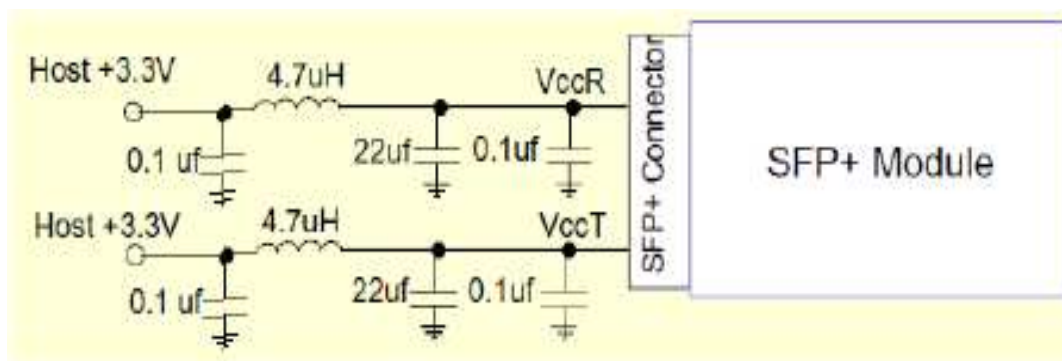 Host +3.3V
4.7uH
VccR
0.1 uf
22uf
0.1uf
Host +3.3V
4.7uH
VccT
0.1 uf
22uf
0.1uf
SFP+ Connector
SFP+ Module